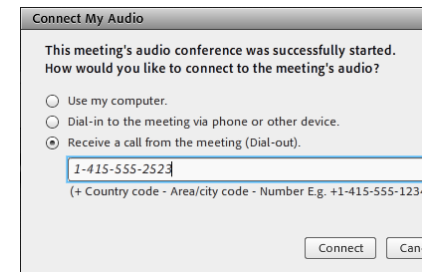 Connect My Audio
This meeting's audio conference was successfully started.
How would you like to connect to the meeting's audio?
Use my computer.
Dial-in to the meeting via phone or other device.
Receive a call from the meeting (Dial-out).
1-415-555-2523
(+ Country code - Area/city code - Number E.g. +1-415-555-1234
Connect
Can